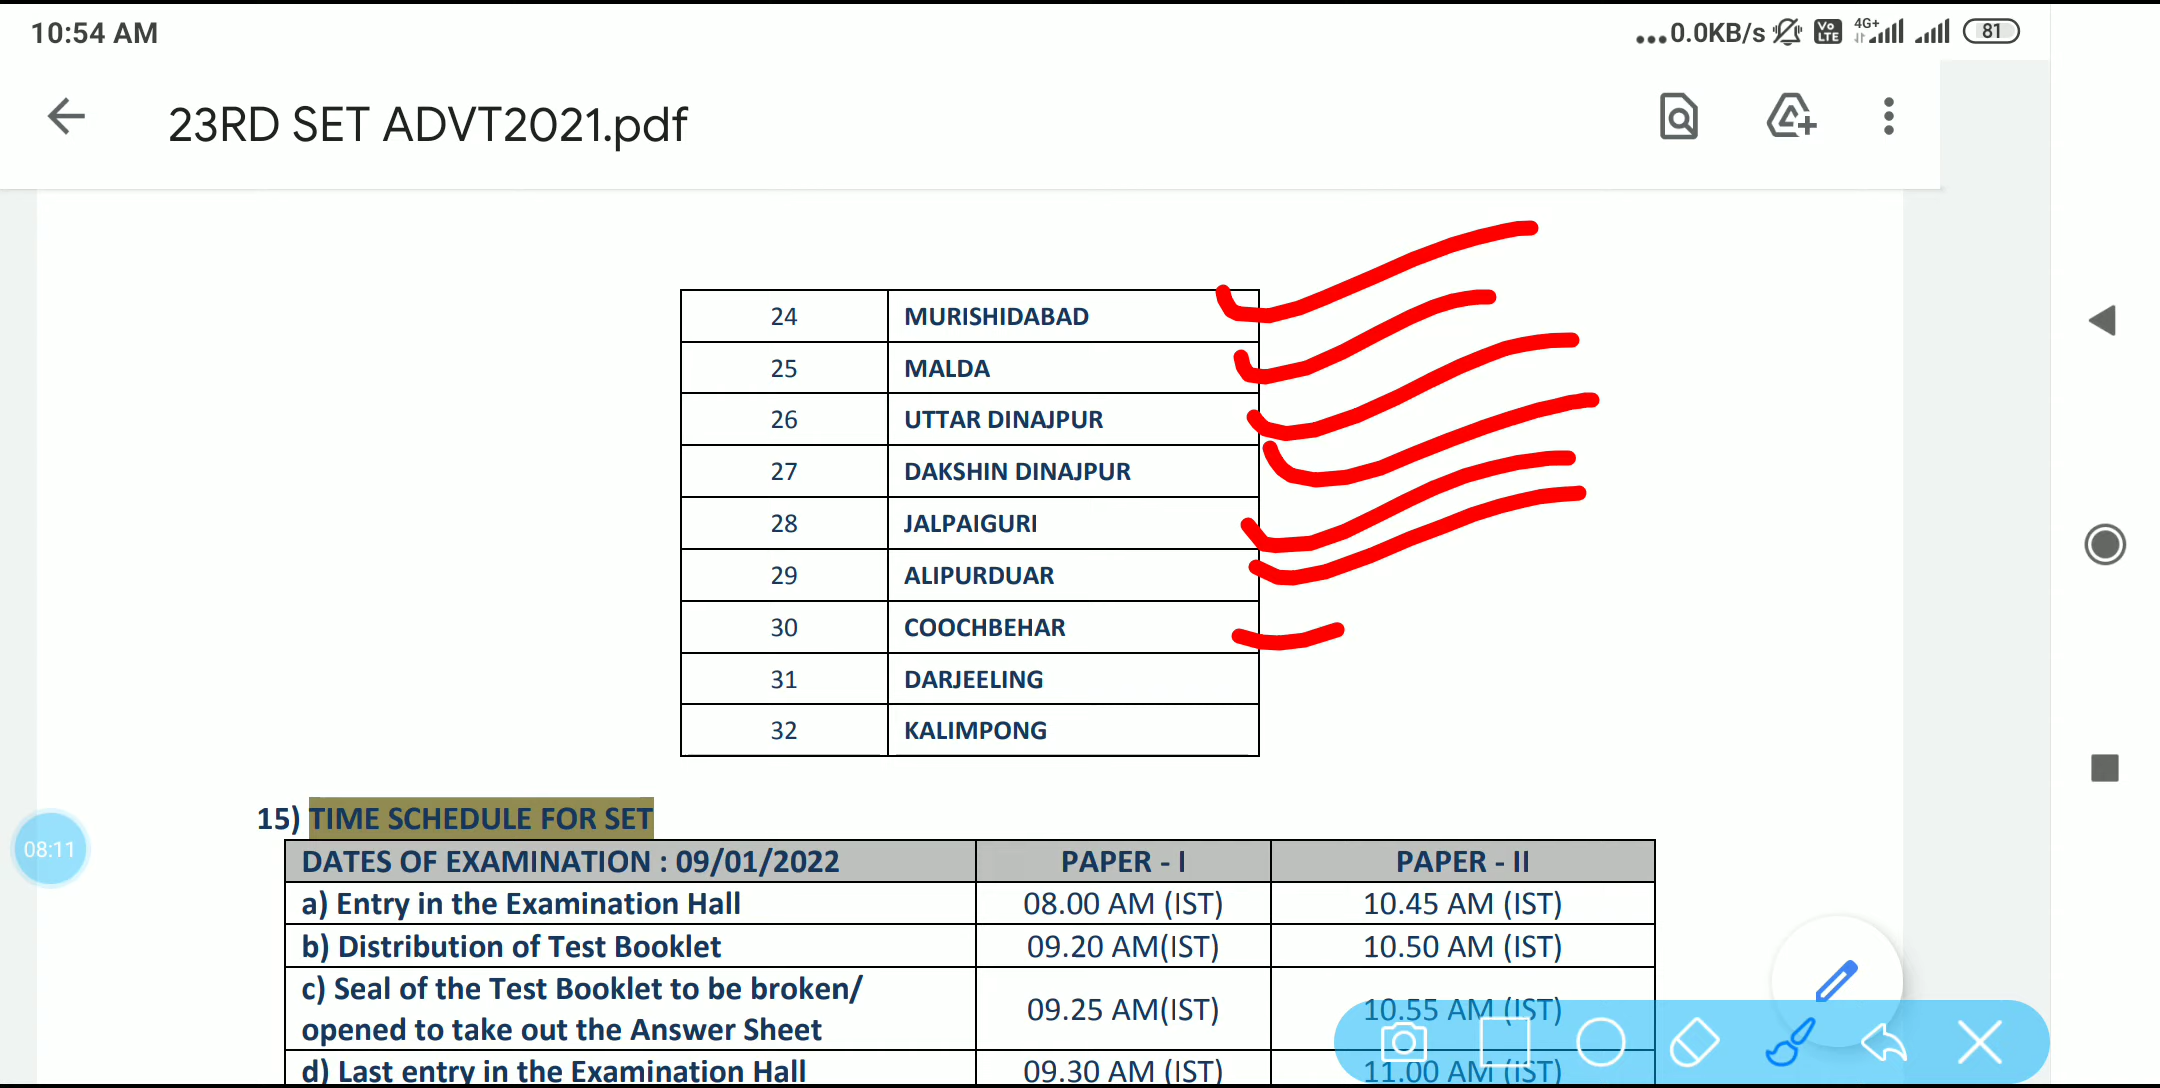 10:54 AM
...0.0KB/s Vo LTE 4G+ 81
23RD SET ADVT2021.pdf
24 MURISHIDABAD
25 MALDA
26 UTTAR DINAJPUR
27 DAKSHIN DINAJPUR
28 JALPAIGURI
29 ALIPURDUAR
30 COOCHBEHAR
31 DARJEELING
32 KALIMPONG
15) TIME SCHEDULE FOR SET
08:11
DATES OF EXAMINATION : 09/01/2022 PAPER - I PAPER - II
a) Entry in the Examination Hall 08.00 AM (IST) 10.45 AM (IST)
b) Distribution of Test Booklet 09.20 AM(IST) 10.50 AM (IST)
c) Seal of the Test Booklet to be broken/
opened to take out the Answer Sheet 09.25 AM(IST) 10.55 AM (IST)
d) Last entry in the Examination Hall 09.30 AM (IST) 11.00 AM (IST)